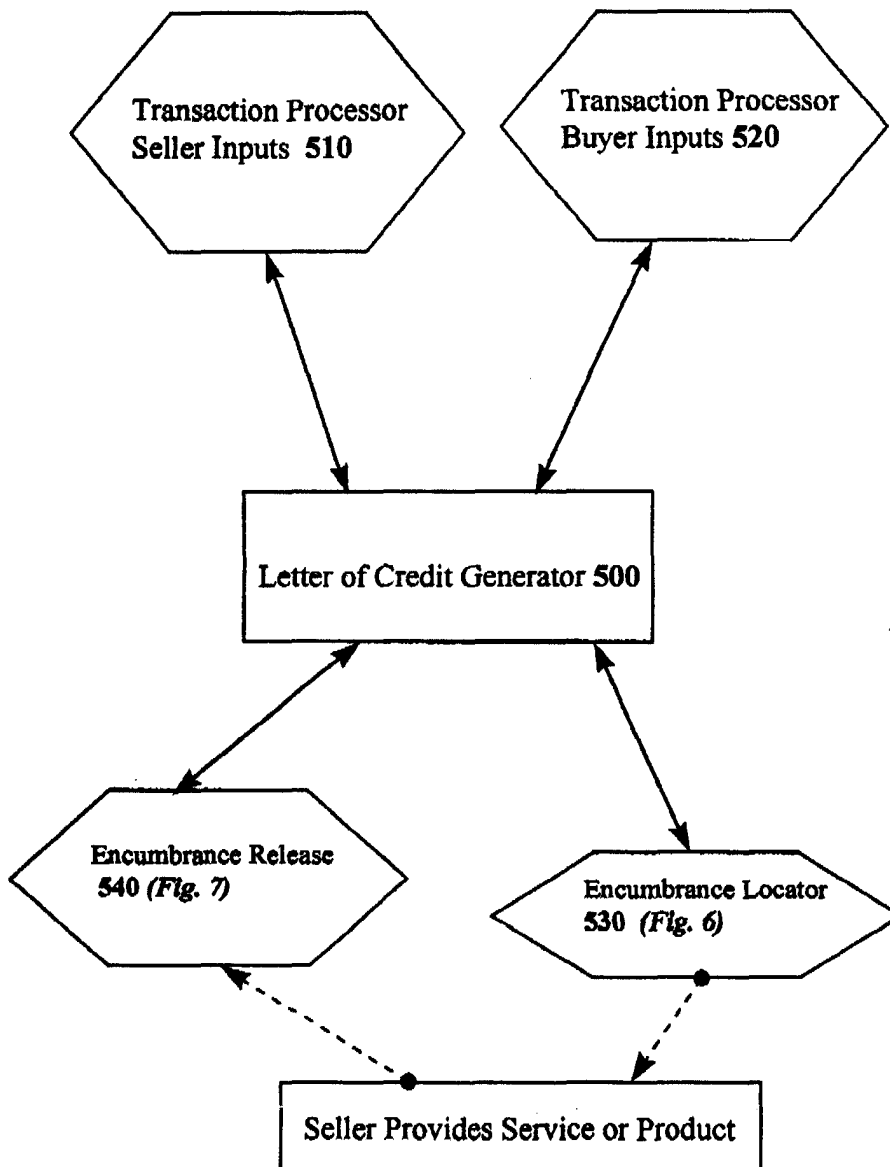 Transaction Processor
Seller Inputs 510
Transaction Processor
Buyer Inputs 520
Letter of Credit Generator 500
Encumbrance Release
540 (Fig. 7)
Encumbrance Locator
530 (Fig. 6)
Seller Provides Service or Product